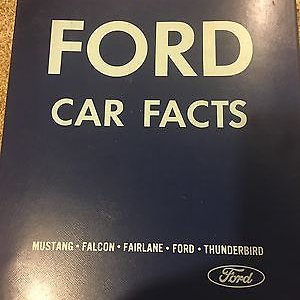 FORD
CAR FACTS
MUSTANG • FALCON • FAIRLANE • FORD • THUNDERBIRD
Ford